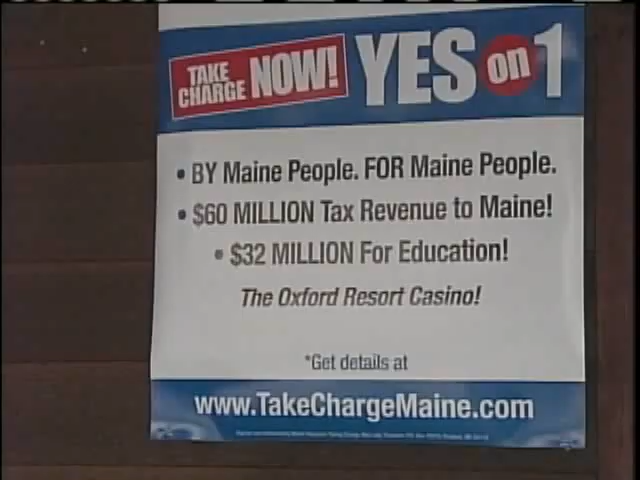 TAKE CHARGE NOW! YES on 1
• BY Maine People. FOR Maine People.
• $60 MILLION Tax Revenue to Maine!
• $32 MILLION For Education!
The Oxford Resort Casino!
*Get details at
www.TakeChargeMaine.com